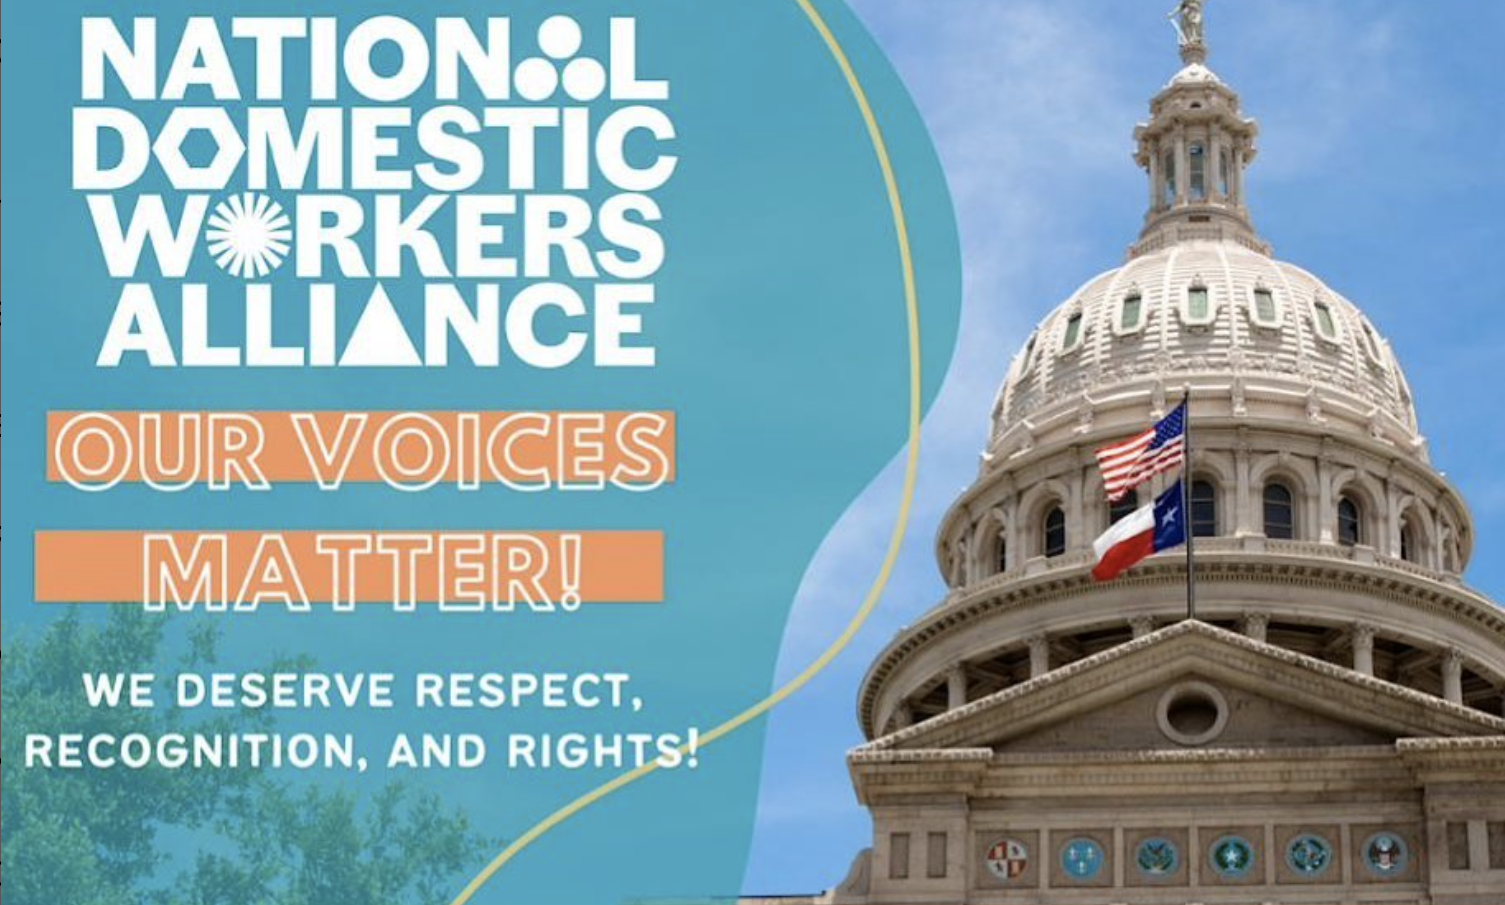 NATIONAL
DOMESTIC
WORKERS
ALLIANCE
OUR VOICES
MATTER!
WE DESERVE RESPECT,
RECOGNITION, AND RIGHTS!